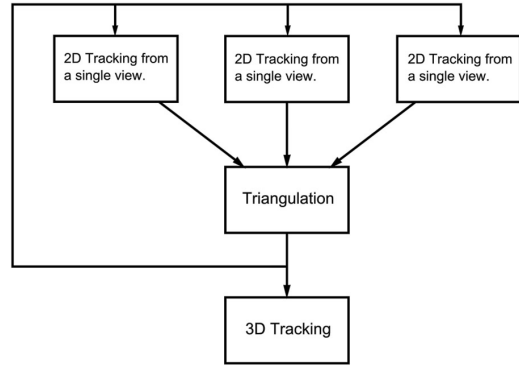 2D Tracking from
a single view.
2D Tracking from
a single view.
2D Tracking from
a single view.
Triangulation
3D Tracking